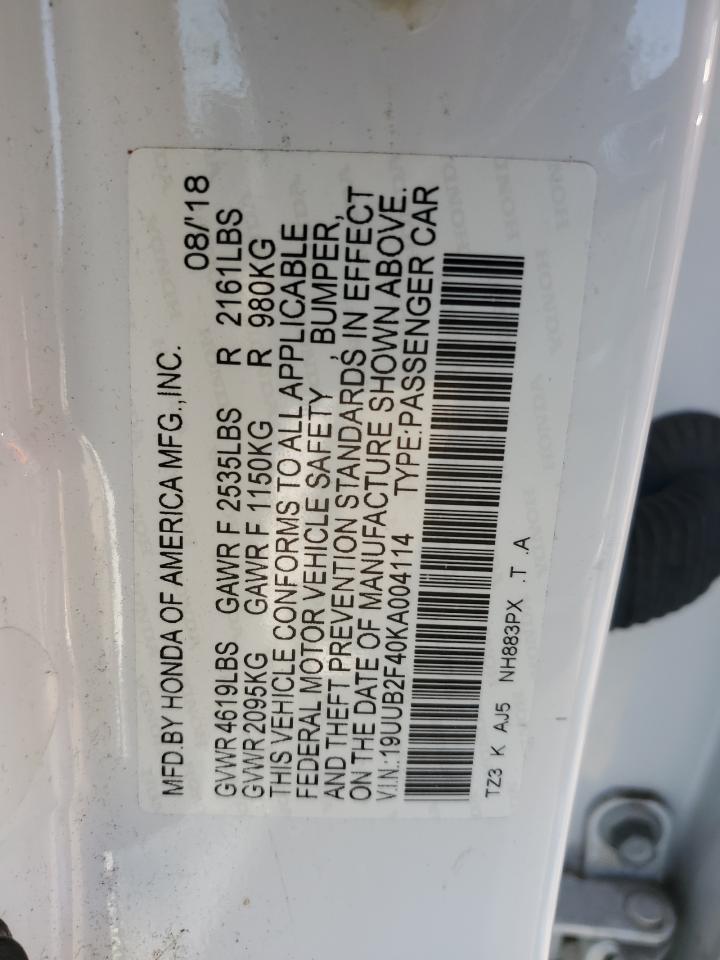 MFD.BY HONDA OF AMERICA MFG.,INC. 08/'18
GVWR 4619LBS GAWR F 2535LBS R 2161LBS
GVWR 2095KG GAWR F 1150KG R 980KG
THIS VEHICLE CONFORMS TO ALL APPLICABLE
FEDERAL MOTOR VEHICLE SAFETY , BUMPER,
AND THEFT PREVENTION STANDARDS IN EFFECT
ON THE DATE OF MANUFACTURE SHOWN ABOVE.
V.I.N.:19UUB2F40KA004114 TYPE:PASSENGER CAR
TZ3 K AJ5 NH883PX .T .A